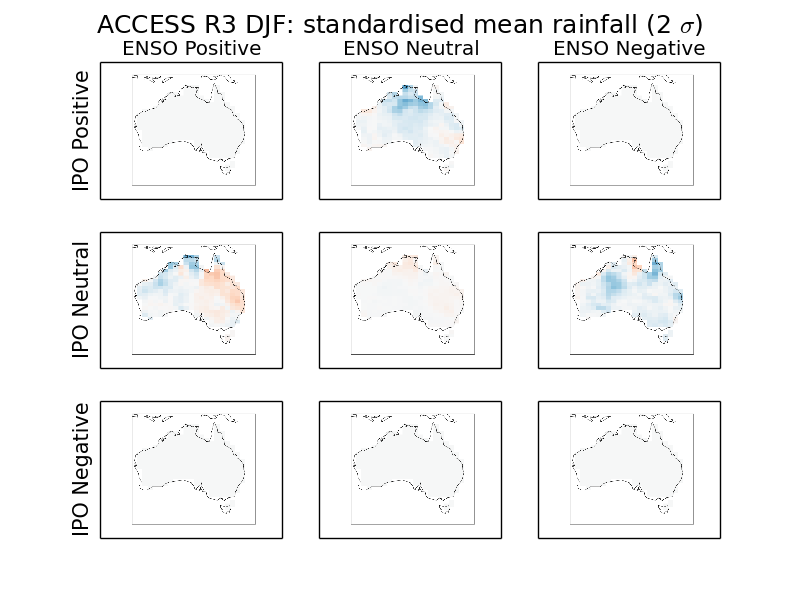 ACCESS R3 DJF: standardised mean rainfall (2 σ)
ENSO Positive
ENSO Neutral
ENSO Negative
IPO Positive
IPO Neutral
IPO Negative